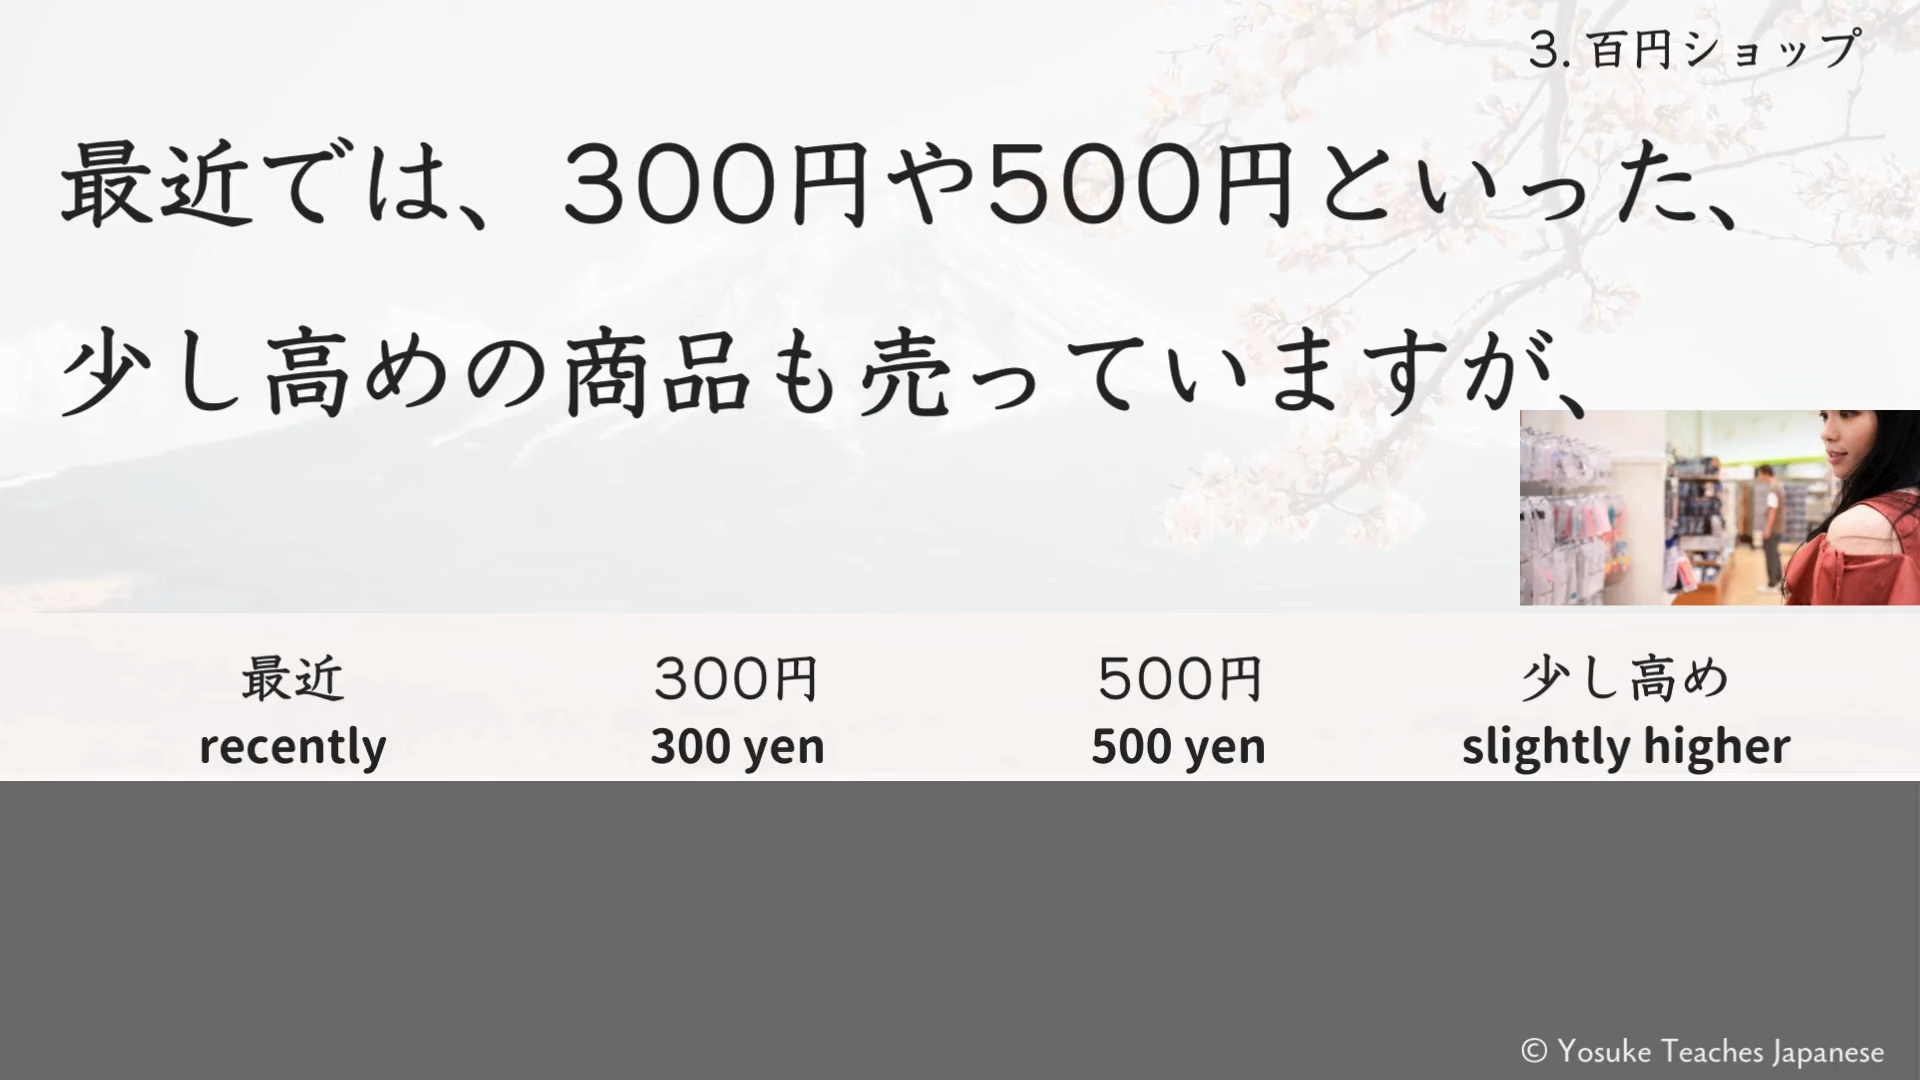 3. 百円ショップ
最近では、300円や500円といった、
少し高めの商品も売っていますが、
最近 300円 500円 少し高め
recently 300 yen 500 yen slightly higher
© Yosuke Teaches Japanese